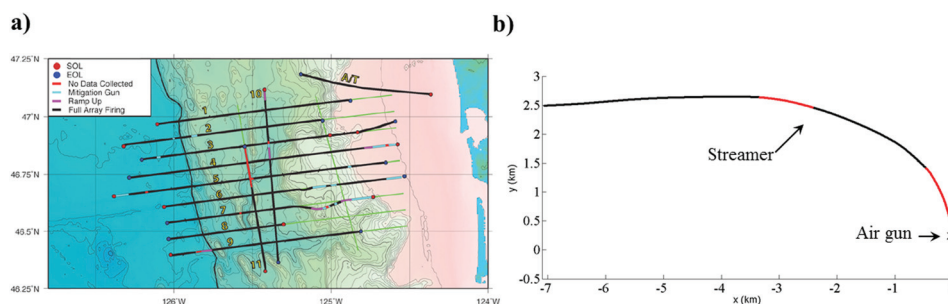 a)
b)
47.25°N
47°N
46.75°N
46.5°N
46.25°N
126°W
125°W
124°W
SOL
EOL
No Data Collected
Mitigation Gun
Ramp Up
Full Array Firing
A/T
10
1
2
3
4
5
6
7
8
9
11
3
2.5
2
1.5
1
0.5
0
-0.5
y (km)
-7
-6
-5
-4
-3
-2
-1
0
x (km)
Streamer
Air gun